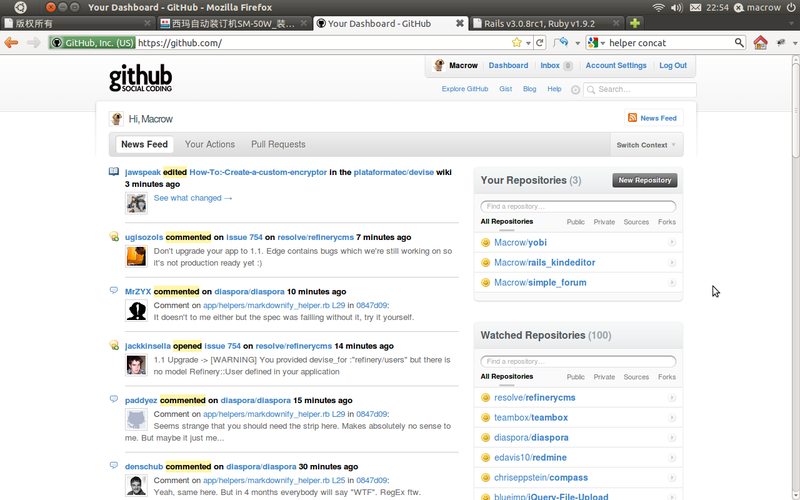 Your Dashboard - GitHub - Mozilla Firefox
22:54 macrow
版权所有
西玛自动装订机SM-50W_装...
Your Dashboard - GitHub
Rails v3.0.8rc1, Ruby v1.9.2
GitHub, Inc. (US) https://github.com/
helper concat
github
SOCIAL CODING
Macrow Dashboard Inbox 0 Account Settings Log Out
Explore GitHub Gist Blog Help Search...
Hi, Macrow
News Feed
News Feed Your Actions Pull Requests
Switch Context
jawspeak edited How-To:-Create-a-custom-encryptor in the plataformatec/devise wiki
3 minutes ago
See what changed →
ugisozols commented on issue 754 on resolve/refinerycms 7 minutes ago
Don't upgrade your app to 1.1. Edge contains bugs which we're still working on so
it's not production ready yet :)
MrZYX commented on diaspora/diaspora 10 minutes ago
Comment on app/helpers/markdownify_helper.rb L29 in 0847d09:
It doesn't to me either but the spec was failling without it, try it yourself.
jackkinsella opened issue 754 on resolve/refinerycms 14 minutes ago
1.1 Upgrade -> [WARNING] You provided devise_for :"refinery/users" but there is
no model Refinery::User defined in your application
paddyez commented on diaspora/diaspora 15 minutes ago
Comment on app/helpers/markdownify_helper.rb L29 in 0847d09:
Seems strange that you should need the strip here. Makes absolutely no sense to
me. But maybe it just me...
denschub commented on diaspora/diaspora 30 minutes ago
Comment on app/helpers/markdownify_helper.rb L25 in 0847d09:
Yeah, same here. But in 4 months everybody will say "WTF". RegEx ftw.
Your Repositories (3)
New Repository
Find a repository...
All Repositories Public Private Sources Forks
Macrow/yobi
Macrow/rails_kindeditor
Macrow/simple_forum
Watched Repositories (100)
Find a repository...
All Repositories Public Private Sources Forks
resolve/refinerycms
teambox/teambox
diaspora/diaspora
edavis10/redmine
chriseppstein/compass
blueimp/jQuery-File-Upload